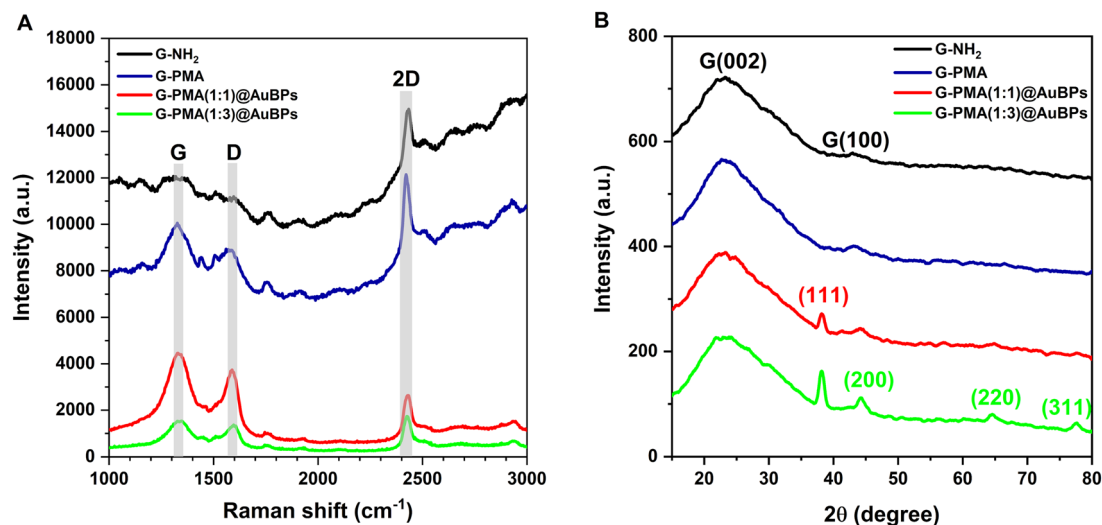 A
18000
16000
14000
12000
10000
8000
6000
4000
2000
0
Intensity (a.u.)
G-NH₂
G-PMA
G-PMA(1:1)@AuBPs
G-PMA(1:3)@AuBPs
G
D
2D
1000
1500
2000
2500
3000
Raman shift (cm⁻¹)
B
800
600
400
200
0
Intensity (a.u.)
G(002)
G-NH₂
G-PMA
G-PMA(1:1)@AuBPs
G-PMA(1:3)@AuBPs
G(100)
(111)
(200)
(220)
(311)
20
30
40
50
60
70
80
2θ (degree)